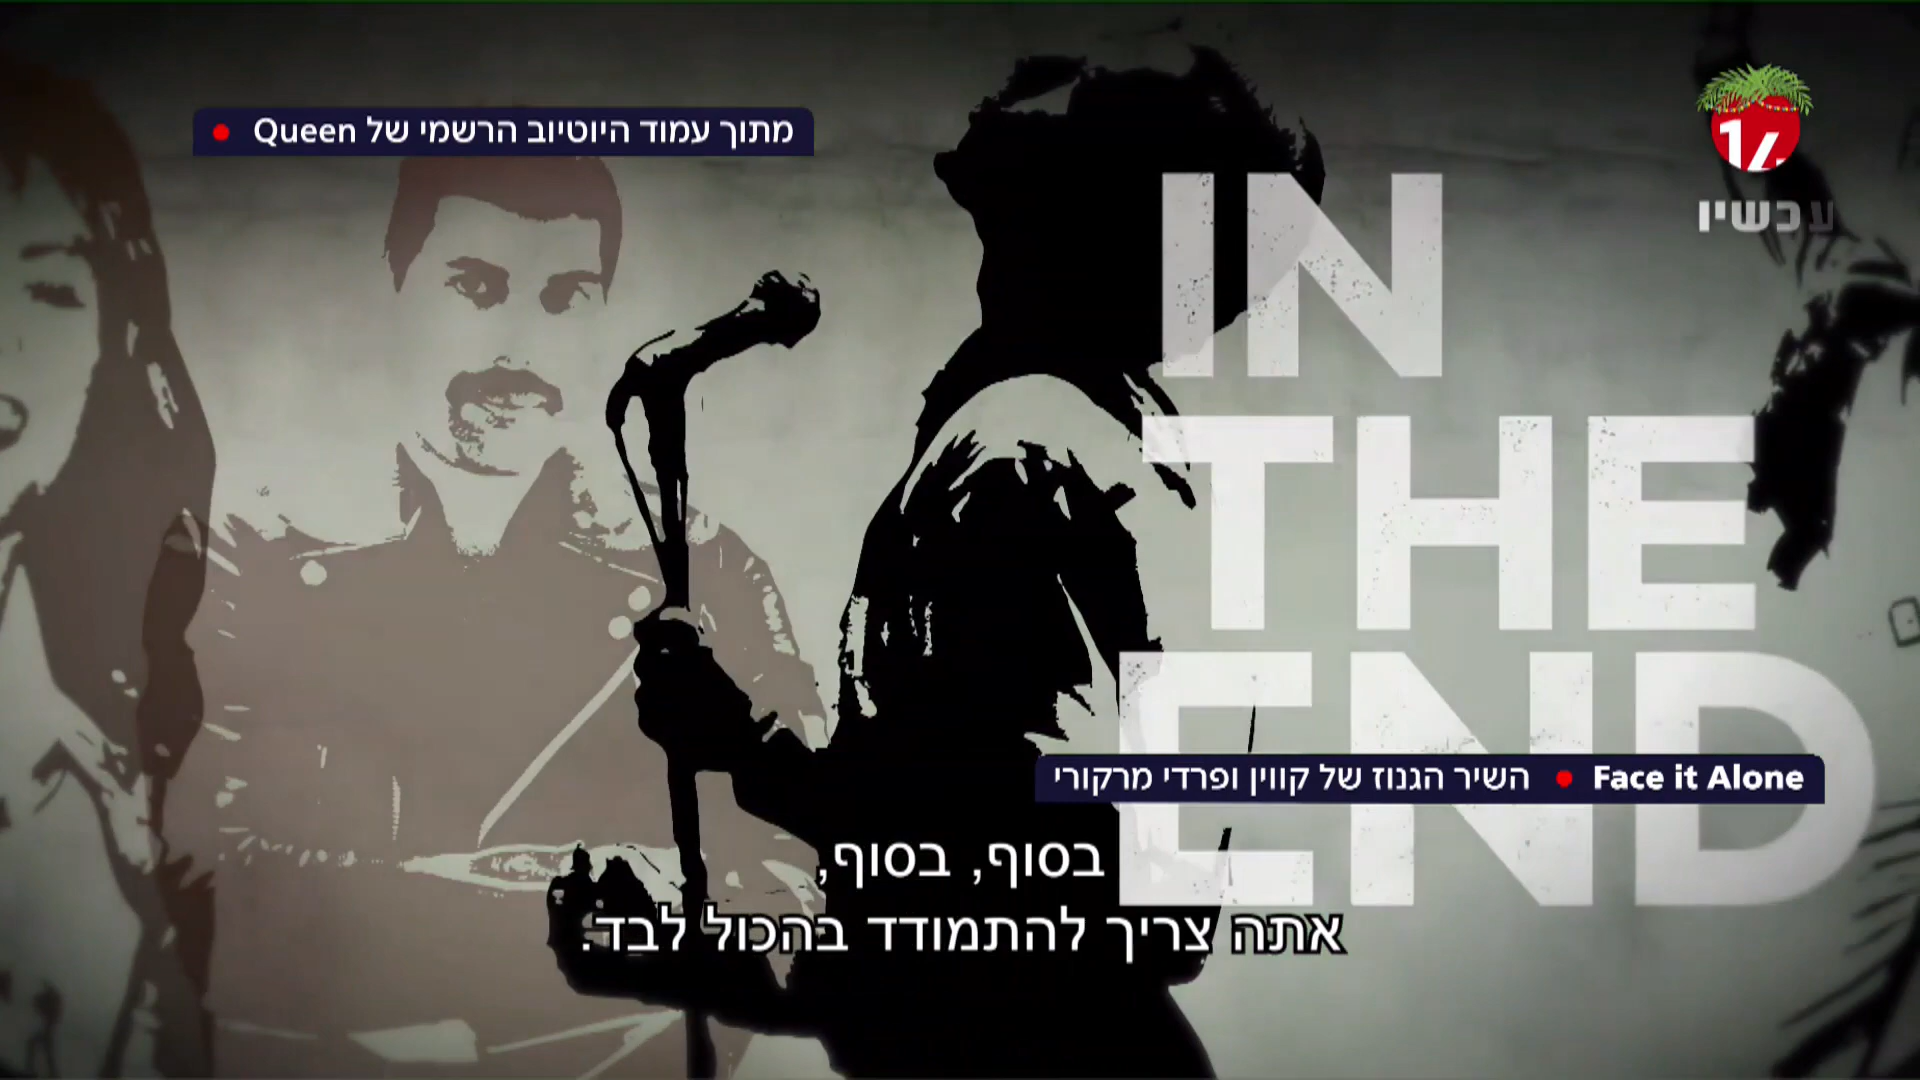 מתוך עמוד היוטיוב הרשמי של Queen
14
עכשיו
IN
THE
END
Face it Alone • השיר הגנוז של קווין ופרדי מרקורי
בסוף, בסוף,
אתה צריך להתמודד בהכול לבד.